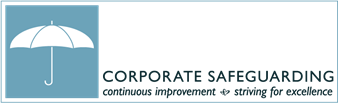 CORPORATE SAFEGUARDING
continuous improvement striving for excellence